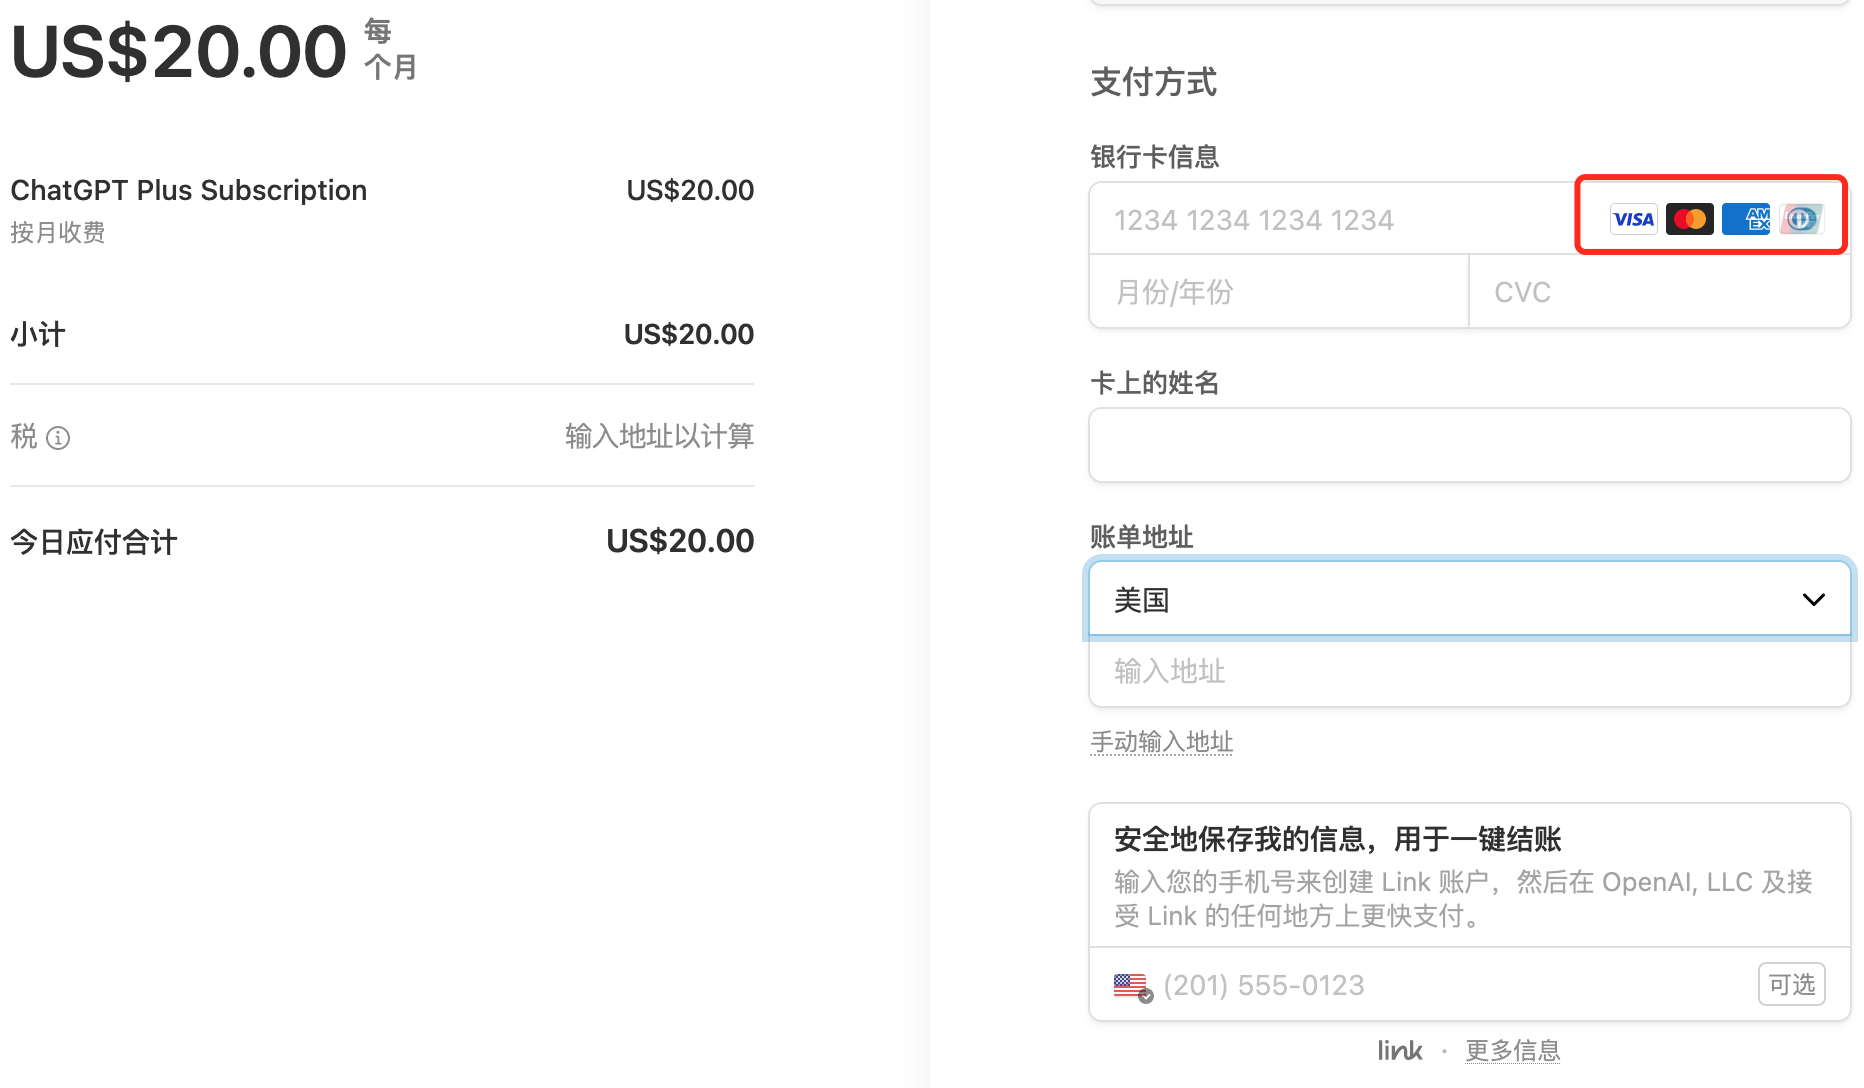 US$20.00 每
个月
ChatGPT Plus Subscription US$20.00
按月收费
小计 US$20.00
税 输入地址以计算
今日应付合计 US$20.00
支付方式
银行卡信息
1234 1234 1234 1234 VISA AM
EX
月份/年份 CVC
卡上的姓名
账单地址
美国
输入地址
手动输入地址
安全地保存我的信息，用于一键结账
输入您的手机号来创建 Link 账户，然后在 OpenAI, LLC 及接
受 Link 的任何地方上更快支付。
(201) 555-0123 可选
link · 更多信息